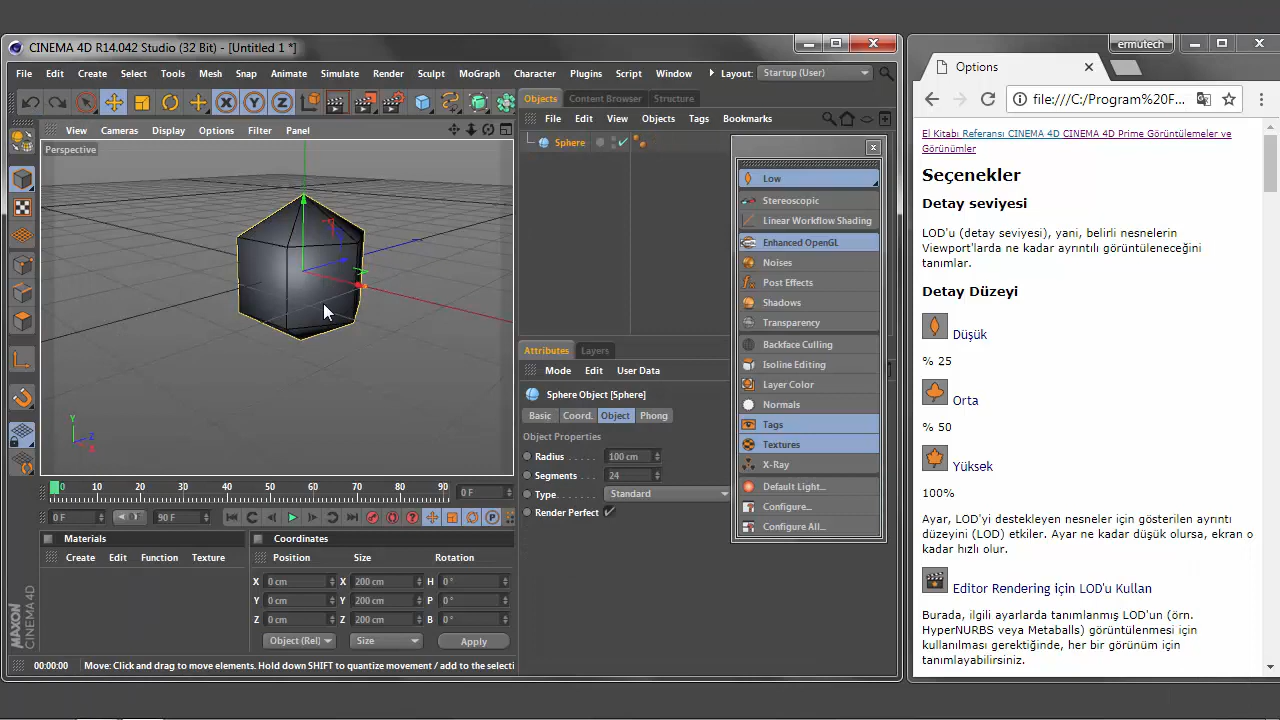 CINEMA 4D R14.042 Studio (32 Bit) - [Untitled 1 *]
File Edit Create Select Tools Mesh Snap Animate Simulate Render Sculpt MoGraph Character Plugins Script Window Layout: Startup (User)
X Y Z
Objects Content Browser Structure
File Edit View Objects Tags Bookmarks
View Cameras Display Options Filter Panel
Perspective
Sphere
Low
Stereoscopic
Linear Workflow Shading
Enhanced OpenGL
Noises
Post Effects
Shadows
Transparency
Backface Culling
Isoline Editing
Layer Color
Normals
Tags
Textures
X-Ray
Default Light...
Configure...
Configure All...
Y
Z
X
Attributes Layers
Mode Edit User Data
Sphere Object [Sphere]
Basic Coord. Object Phong
Object Properties
Radius . . . . . 100 cm
Segments . . . . 24
Type . . . . . . Standard
Render Perfect
0 10 20 30 40 50 60 70 80 90 0 F
0 F 90 F
Materials
Create Edit Function Texture
Coordinates
Position Size Rotation
X 0 cm X 200 cm H 0 °
Y 0 cm Y 200 cm P 0 °
Z 0 cm Z 200 cm B 0 °
Object (Rel) Size Apply
MAXON
CINEMA 4D
00:00:00 Move: Click and drag to move elements. Hold down SHIFT to quantize movement / add to the selecti
ermutech
Options
file:///C:/Program%20F...
El Kitabı Referansı CINEMA 4D CINEMA 4D Prime Görüntülemeler ve
Görünümler
Seçenekler
Detay seviyesi
LOD'u (detay seviyesi), yani, belirli nesnelerin
Viewport'larda ne kadar ayrıntılı görüntüleneceğini
tanımlar.
Detay Düzeyi
Düşük
% 25
Orta
% 50
Yüksek
100%
Ayar, LOD'yi destekleyen nesneler için gösterilen ayrıntı
düzeyini (LOD) etkiler. Ayar ne kadar düşük olursa, ekran o
kadar hızlı olur.
Editor Rendering için LOD'u Kullan
Burada, ilgili ayarlarda tanımlanmış LOD'un (örn.
HyperNURBS veya Metaballs) görüntülenmesi için
kullanılması gerektiğinde, her bir görünüm için
tanımlayabilirsiniz.